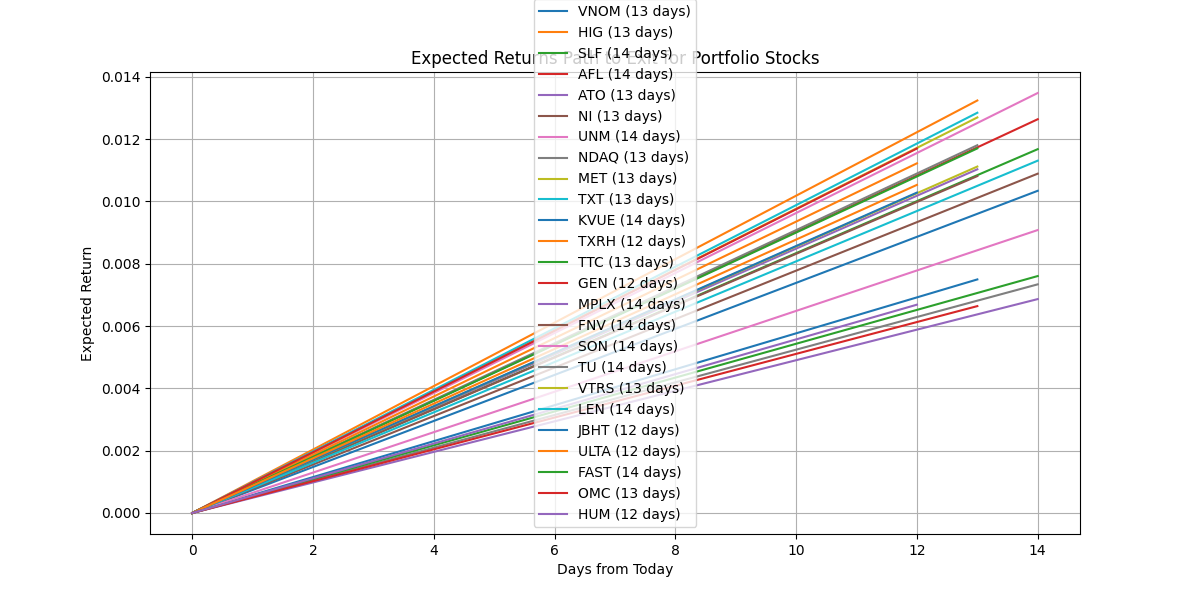 VNOM (13 days)
HIG (13 days)
SLF (14 days)
Expected Returns Path to Exit for Portfolio Stocks
AFL (14 days)
ATO (13 days)
NI (13 days)
UNM (14 days)
NDAQ (13 days)
MET (13 days)
TXT (13 days)
KVUE (14 days)
TXRH (12 days)
TTC (13 days)
GEN (12 days)
MPLX (14 days)
FNV (14 days)
SON (14 days)
TU (14 days)
VTRS (13 days)
LEN (14 days)
JBHT (12 days)
ULTA (12 days)
FAST (14 days)
OMC (13 days)
HUM (12 days)
0.014
0.012
0.010
0.008
0.006
0.004
0.002
0.000
Expected Return
0 2 4 6 8 10 12 14
Days from Today